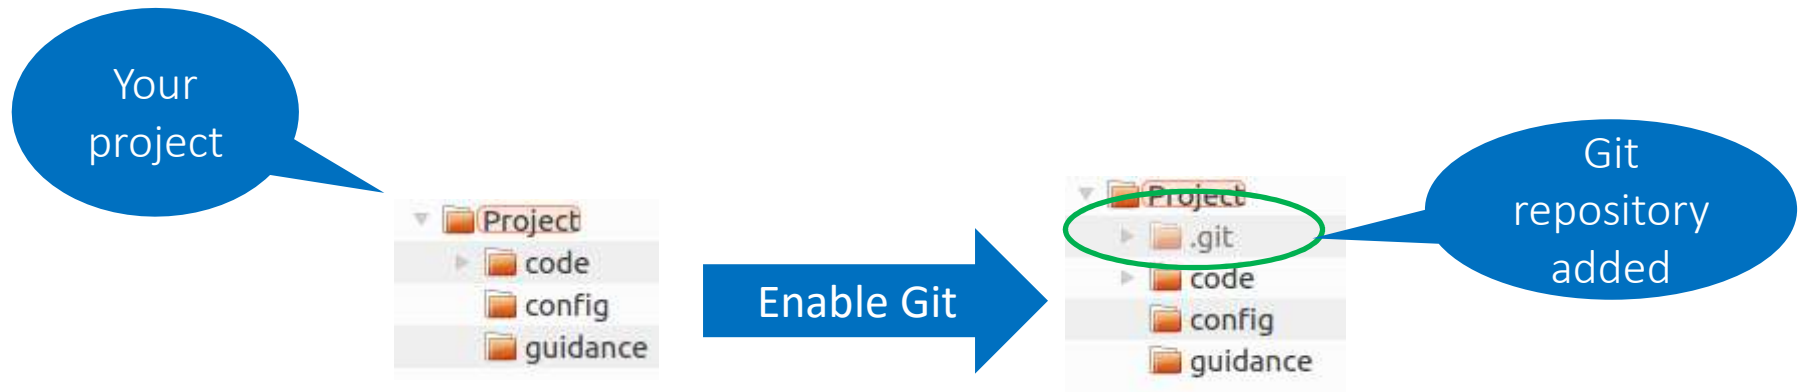 Your
project
Project
code
config
guidance
Enable Git
Project
.git
code
config
guidance
Git
repository
added